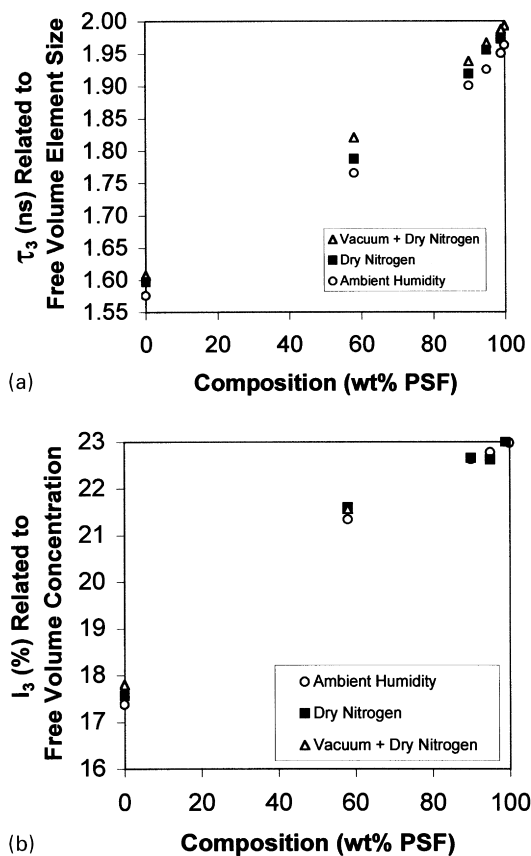 2.00
1.95
1.90
1.85
1.80
1.75
1.70
1.65
1.60
1.55
τ3 (ns) Related to
Free Volume Element Size
Vacuum + Dry Nitrogen
Dry Nitrogen
Ambient Humidity
0 20 40 60 80 100
(a) Composition (wt% PSF)
23
22
21
20
19
18
17
16
I3 (%) Related to
Free Volume Concentration
Ambient Humidity
Dry Nitrogen
Vacuum + Dry Nitrogen
0 20 40 60 80 100
(b) Composition (wt% PSF)